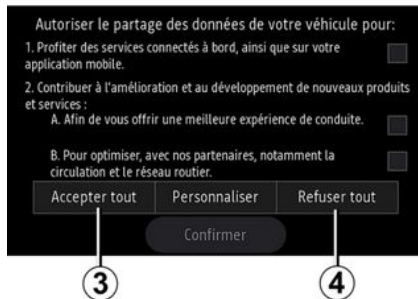 Autoriser le partage des données de votre véhicule pour:
1. Profiter des services connectés à bord, ainsi que sur votre
application mobile.
2. Contribuer à l'amélioration et au développement de nouveaux produits
et services :
A. Afin de vous offrir une meilleure expérience de conduite.
B. Pour optimiser, avec nos partenaires, notamment la
circulation et le réseau routier.
Accepter tout Personnaliser Refuser tout
Confirmer
3 4